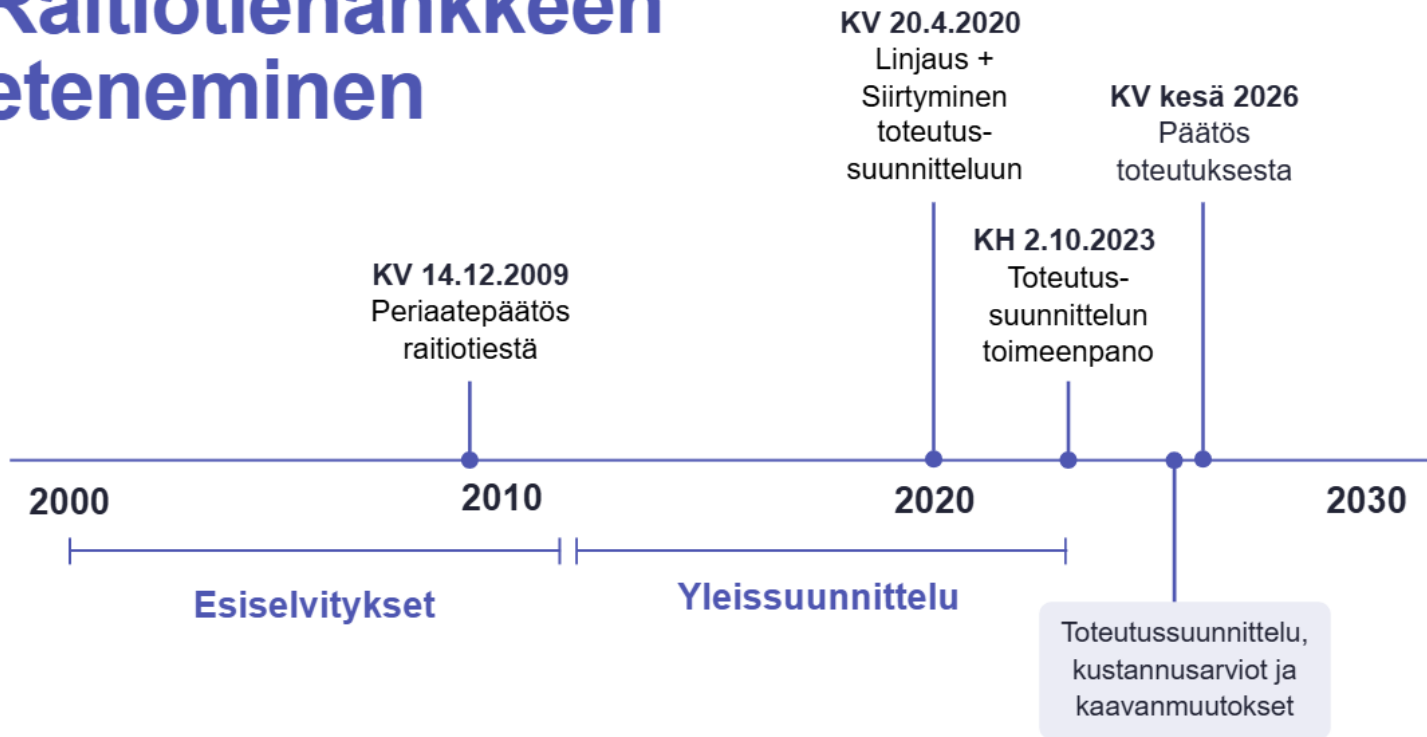 Raitiotiehankkeen
eteneminen
KV 20.4.2020
Linjaus +
Siirtyminen
toteutus-
suunnitteluun
KV kesä 2026
Päätös
toteutuksesta
KH 2.10.2023
Toteutus-
suunnittelun
toimeenpano
KV 14.12.2009
Periaatepäätös
raitiotiestä
2000
2010
2020
2030
Esiselvitykset
Yleissuunnittelu
Toteutussuunnittelu,
kustannusarviot ja
kaavanmuutokset